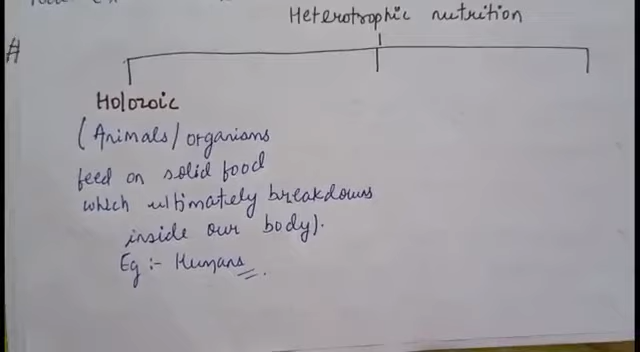 Heterotrophic nutrition
#
Holozoic
(Animals/organisms
feed on solid food
which ultimately breakdowns
inside our body).
Eg :- Humans.